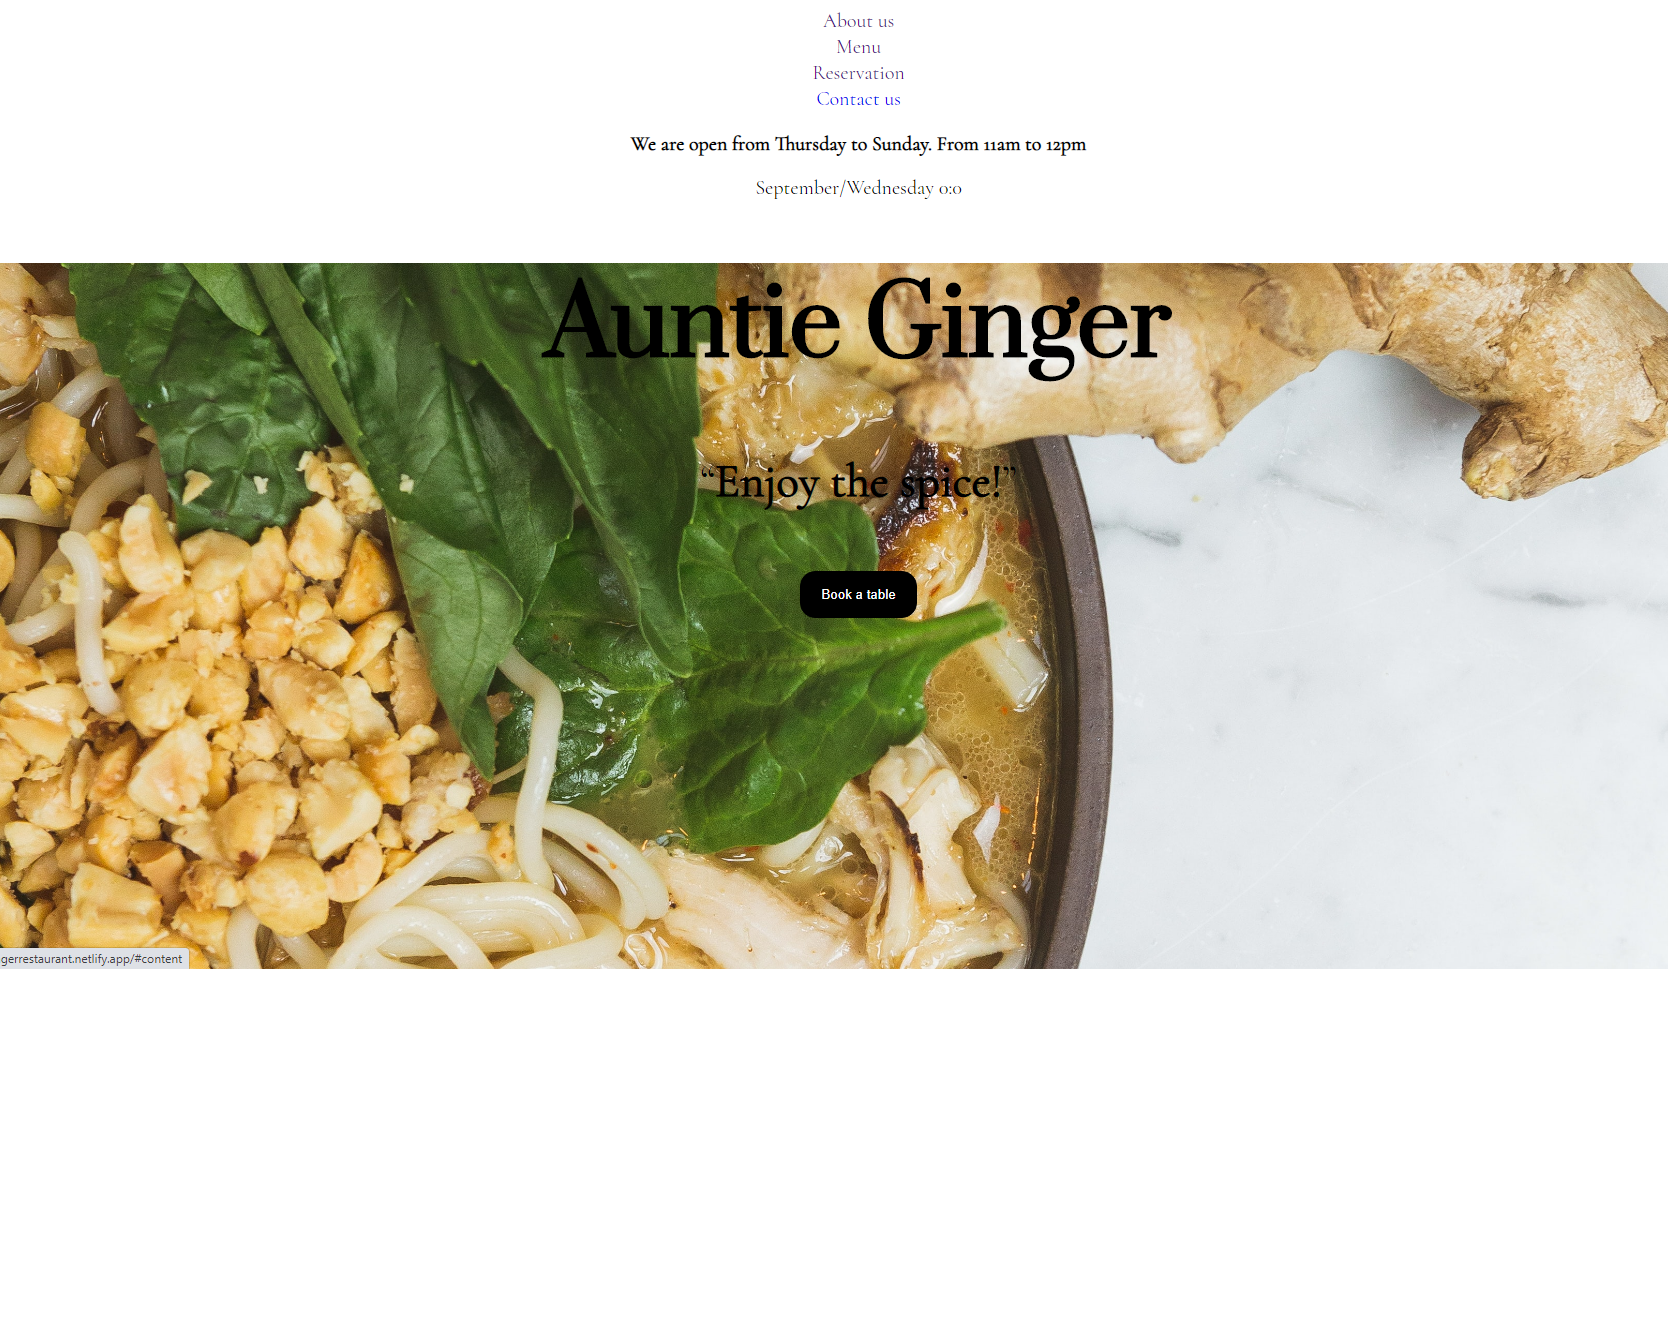 About us
Menu
Reservation
Contact us
We are open from Thursday to Sunday. From 11am to 12pm
September/Wednesday 0:0
Auntie Ginger
“Enjoy the spice!”
Book a table
gerrestaurant.netlify.app/#content